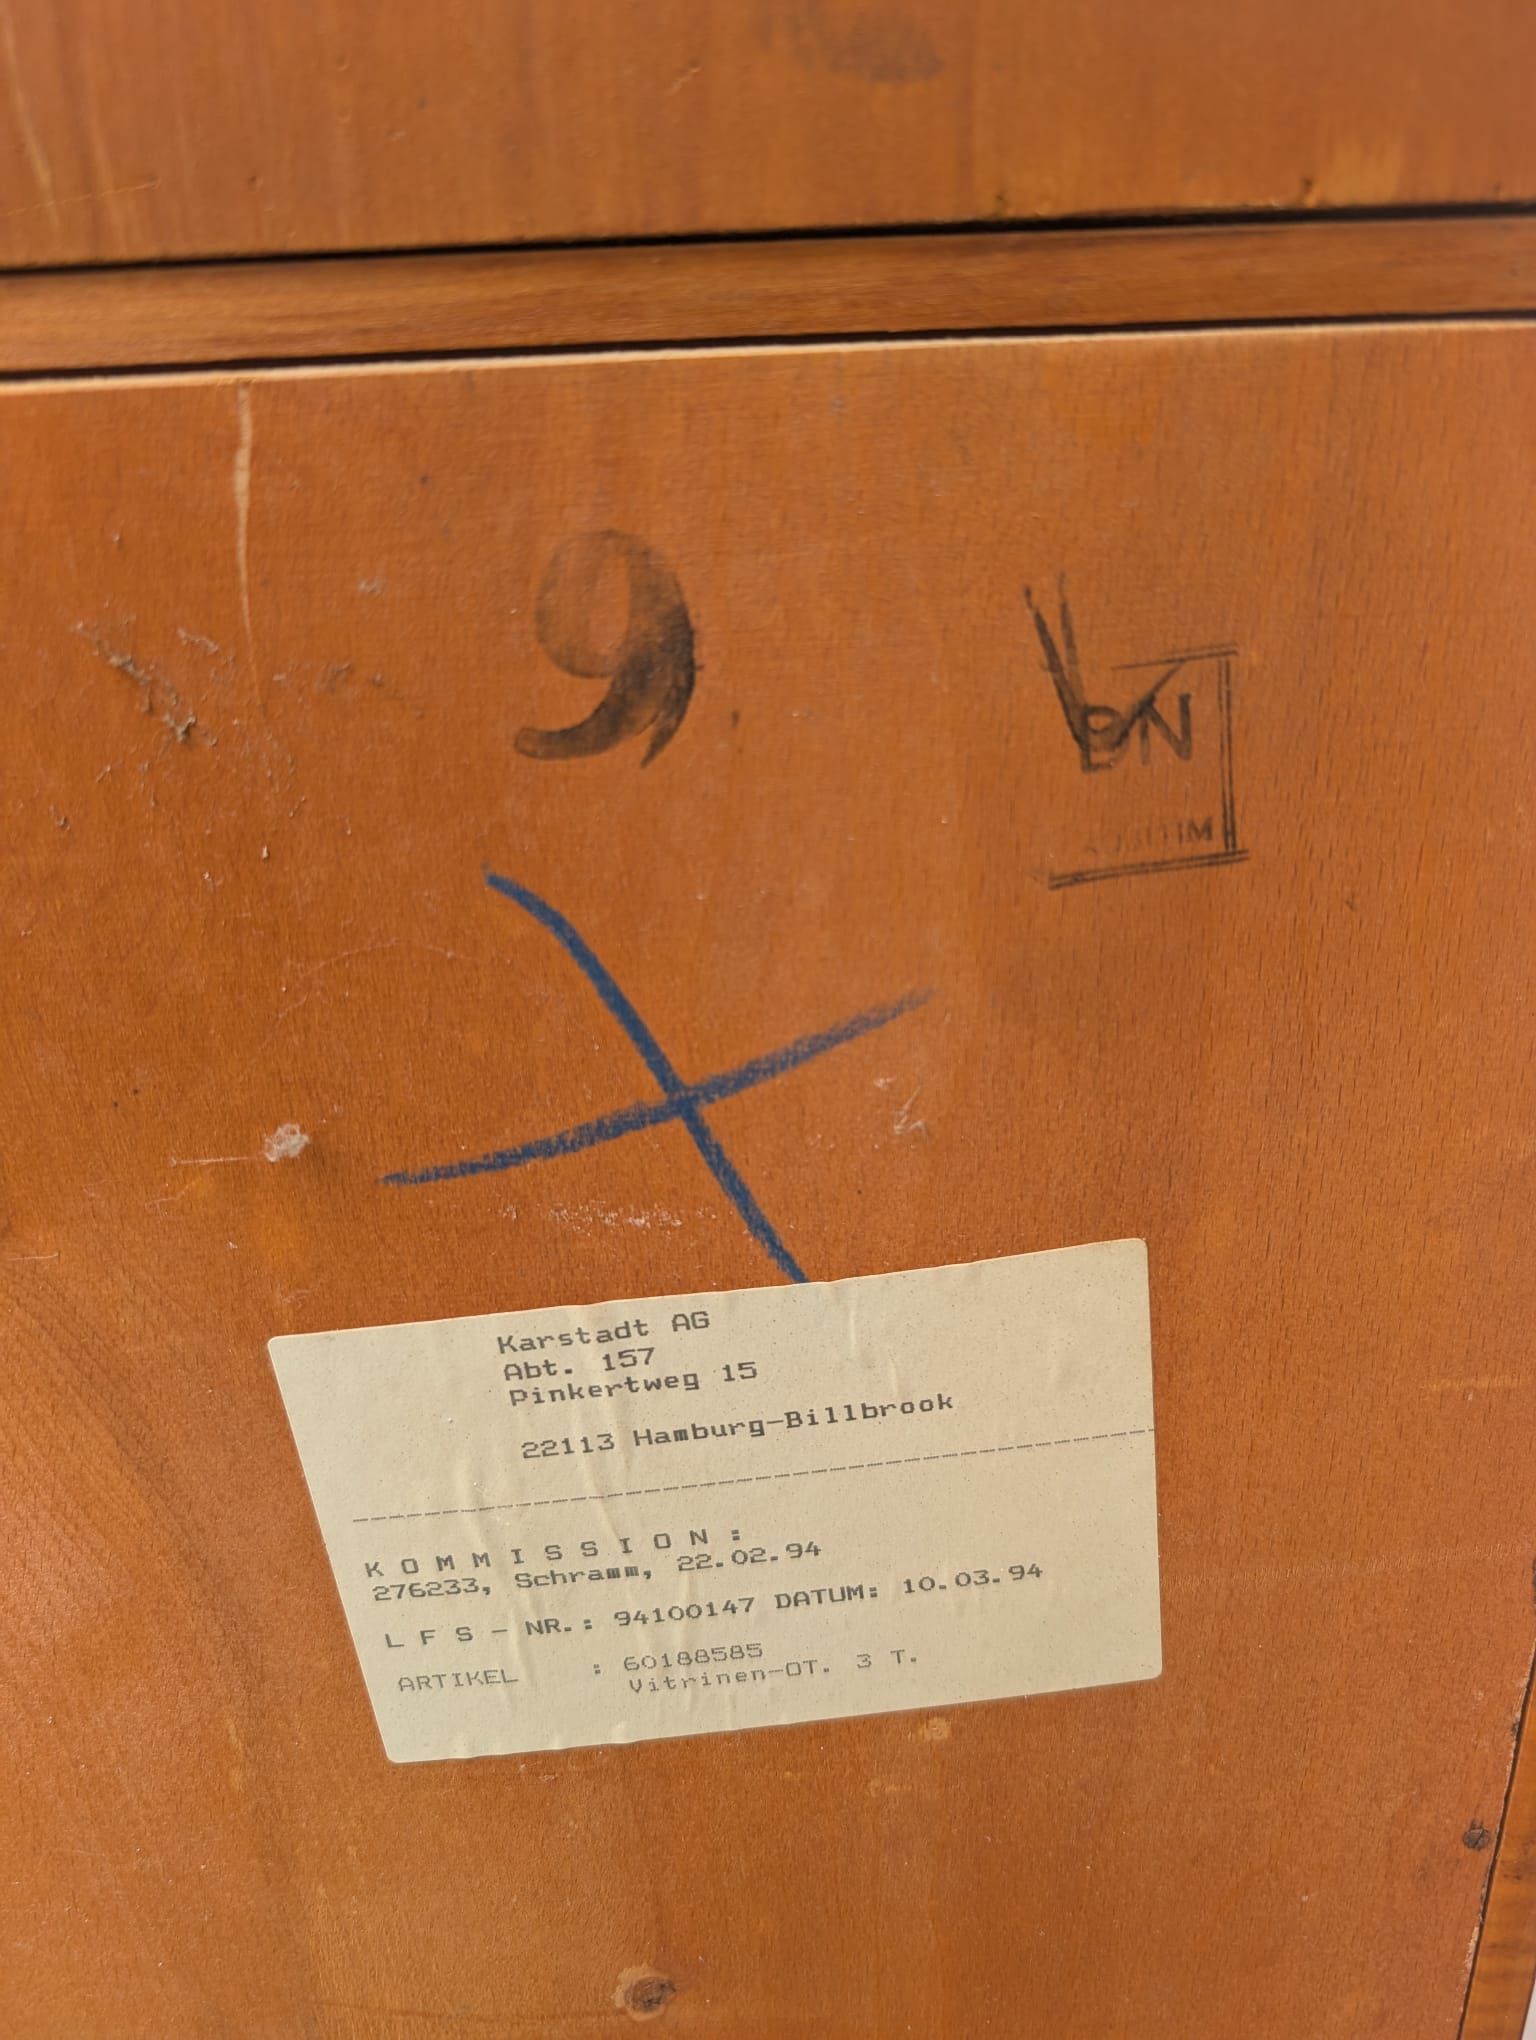 9
Karstadt AG
Abt. 157
Pinkertweg 15
22113 Hamburg-Billbrook
K O M M I S S I O N :
276233, Schramm, 22.02.94
L F S - NR.: 94100147 DATUM: 10.03.94
ARTIKEL : 60188585
Vitrinen-OT. 3 T.